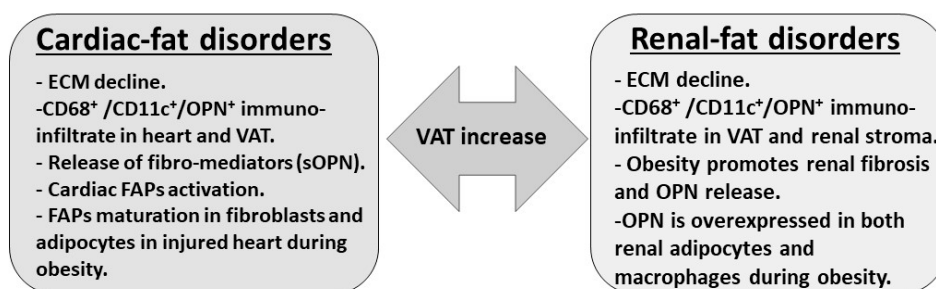 Cardiac-fat disorders
- ECM decline.
-CD68+ /CD11c+/OPN+ immuno-
infiltrate in heart and VAT.
- Release of fibro-mediators (sOPN).
- Cardiac FAPs activation.
- FAPs maturation in fibroblasts and
adipocytes in injured heart during
obesity.
VAT increase
Renal-fat disorders
- ECM decline.
-CD68+ /CD11c+/OPN+ immuno-
infiltrate in VAT and renal stroma.
- Obesity promotes renal fibrosis
and OPN release.
-OPN is overexpressed in both
renal adipocytes and
macrophages during obesity.